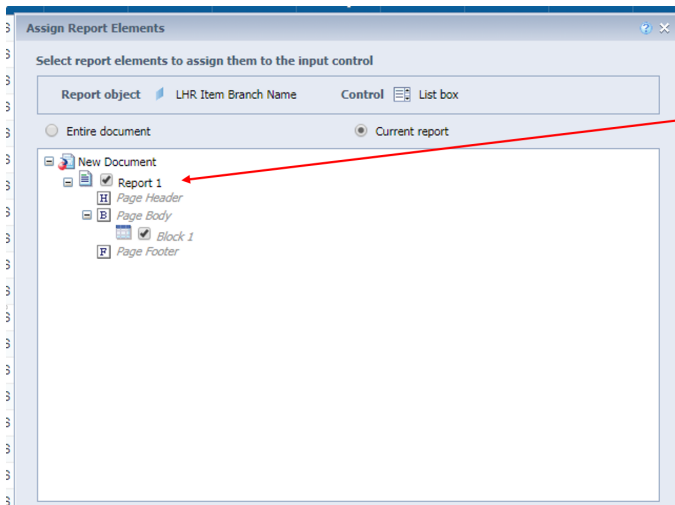 Assign Report Elements
Select report elements to assign them to the input control
Report object LHR Item Branch Name Control List box
Entire document Current report
New Document
Report 1
H Page Header
B Page Body
Block 1
F Page Footer